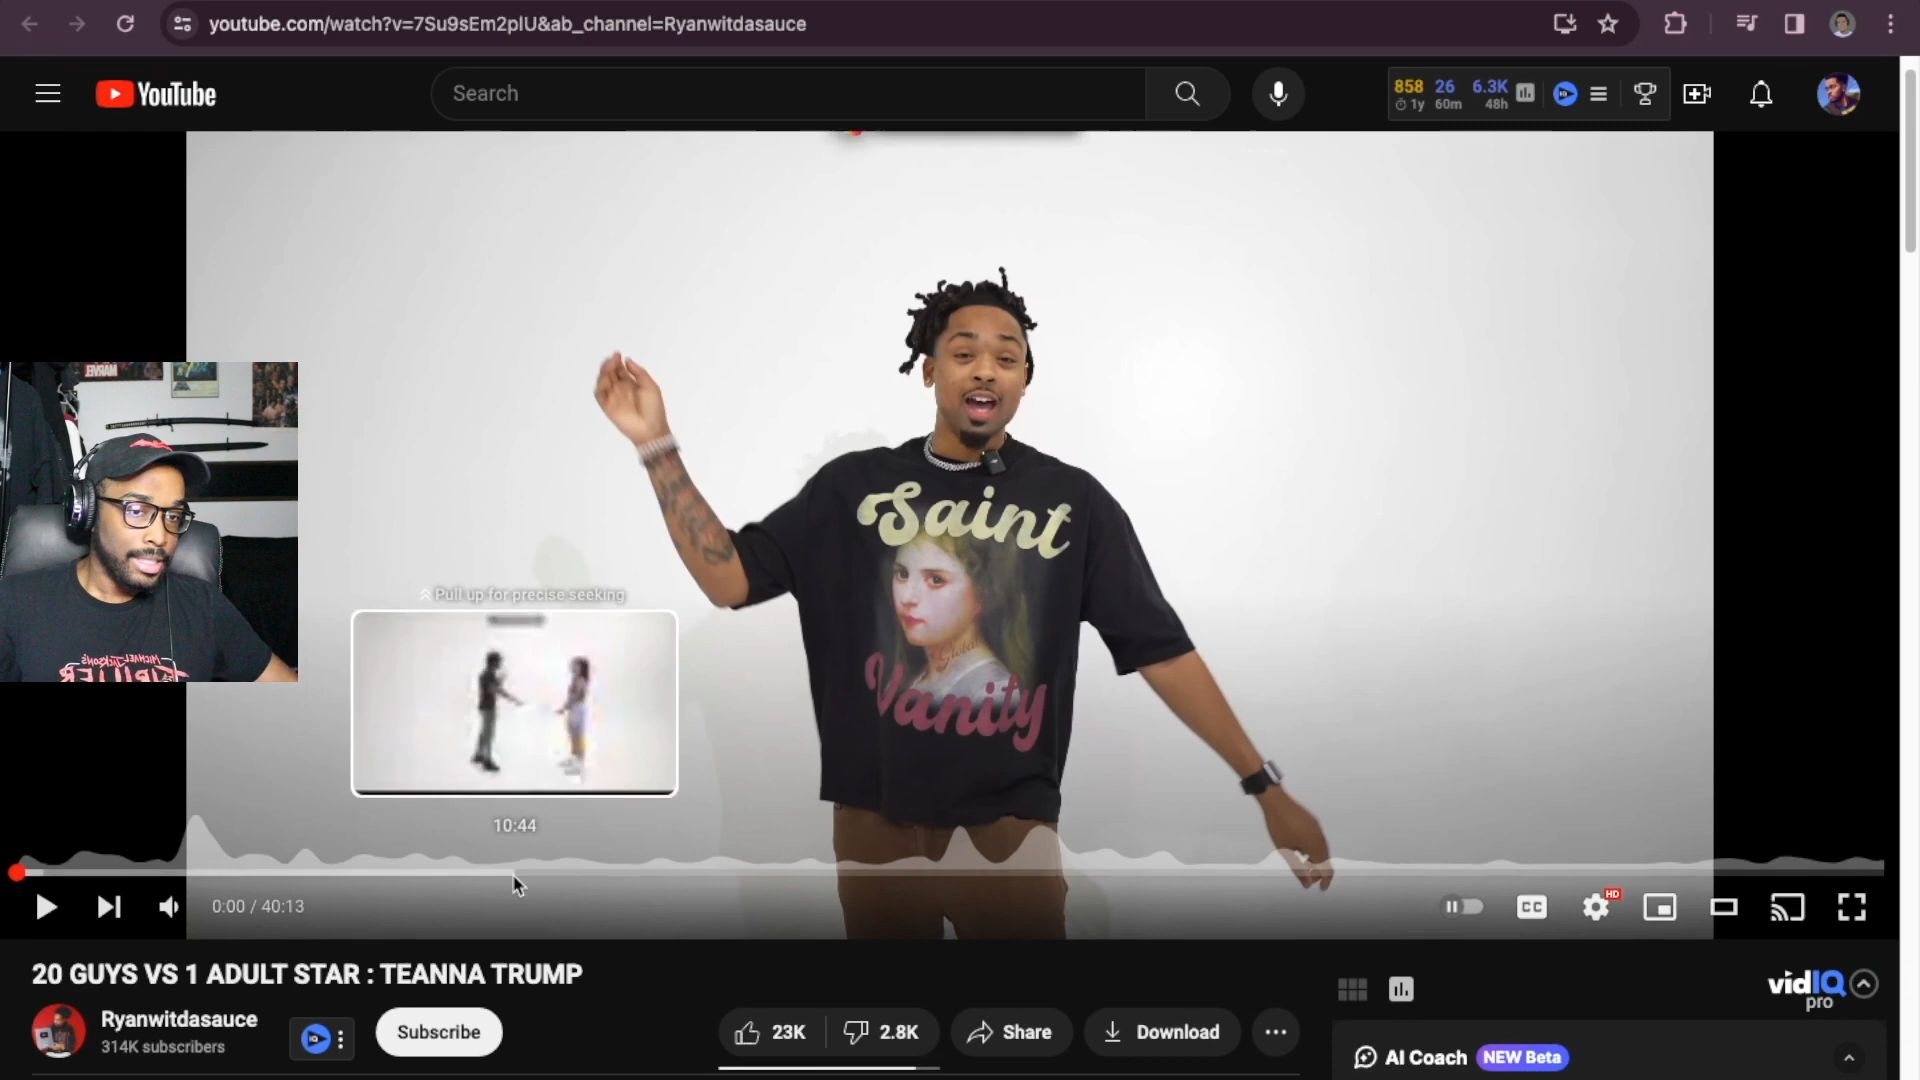 youtube.com/watch?v=7Su9sEm2plU&ab_channel=Ryanwitdasauce
YouTube
Search
858 26 6.3K
1y 60m 48h
Saint
Vanity
Pull up for precise seeking
10:44
0:00 / 40:13
CC
HD
20 GUYS VS 1 ADULT STAR : TEANNA TRUMP
Ryanwitdasauce
314K subscribers
Subscribe
23K
2.8K
Share
Download
vidIQ
pro
AI Coach NEW Beta